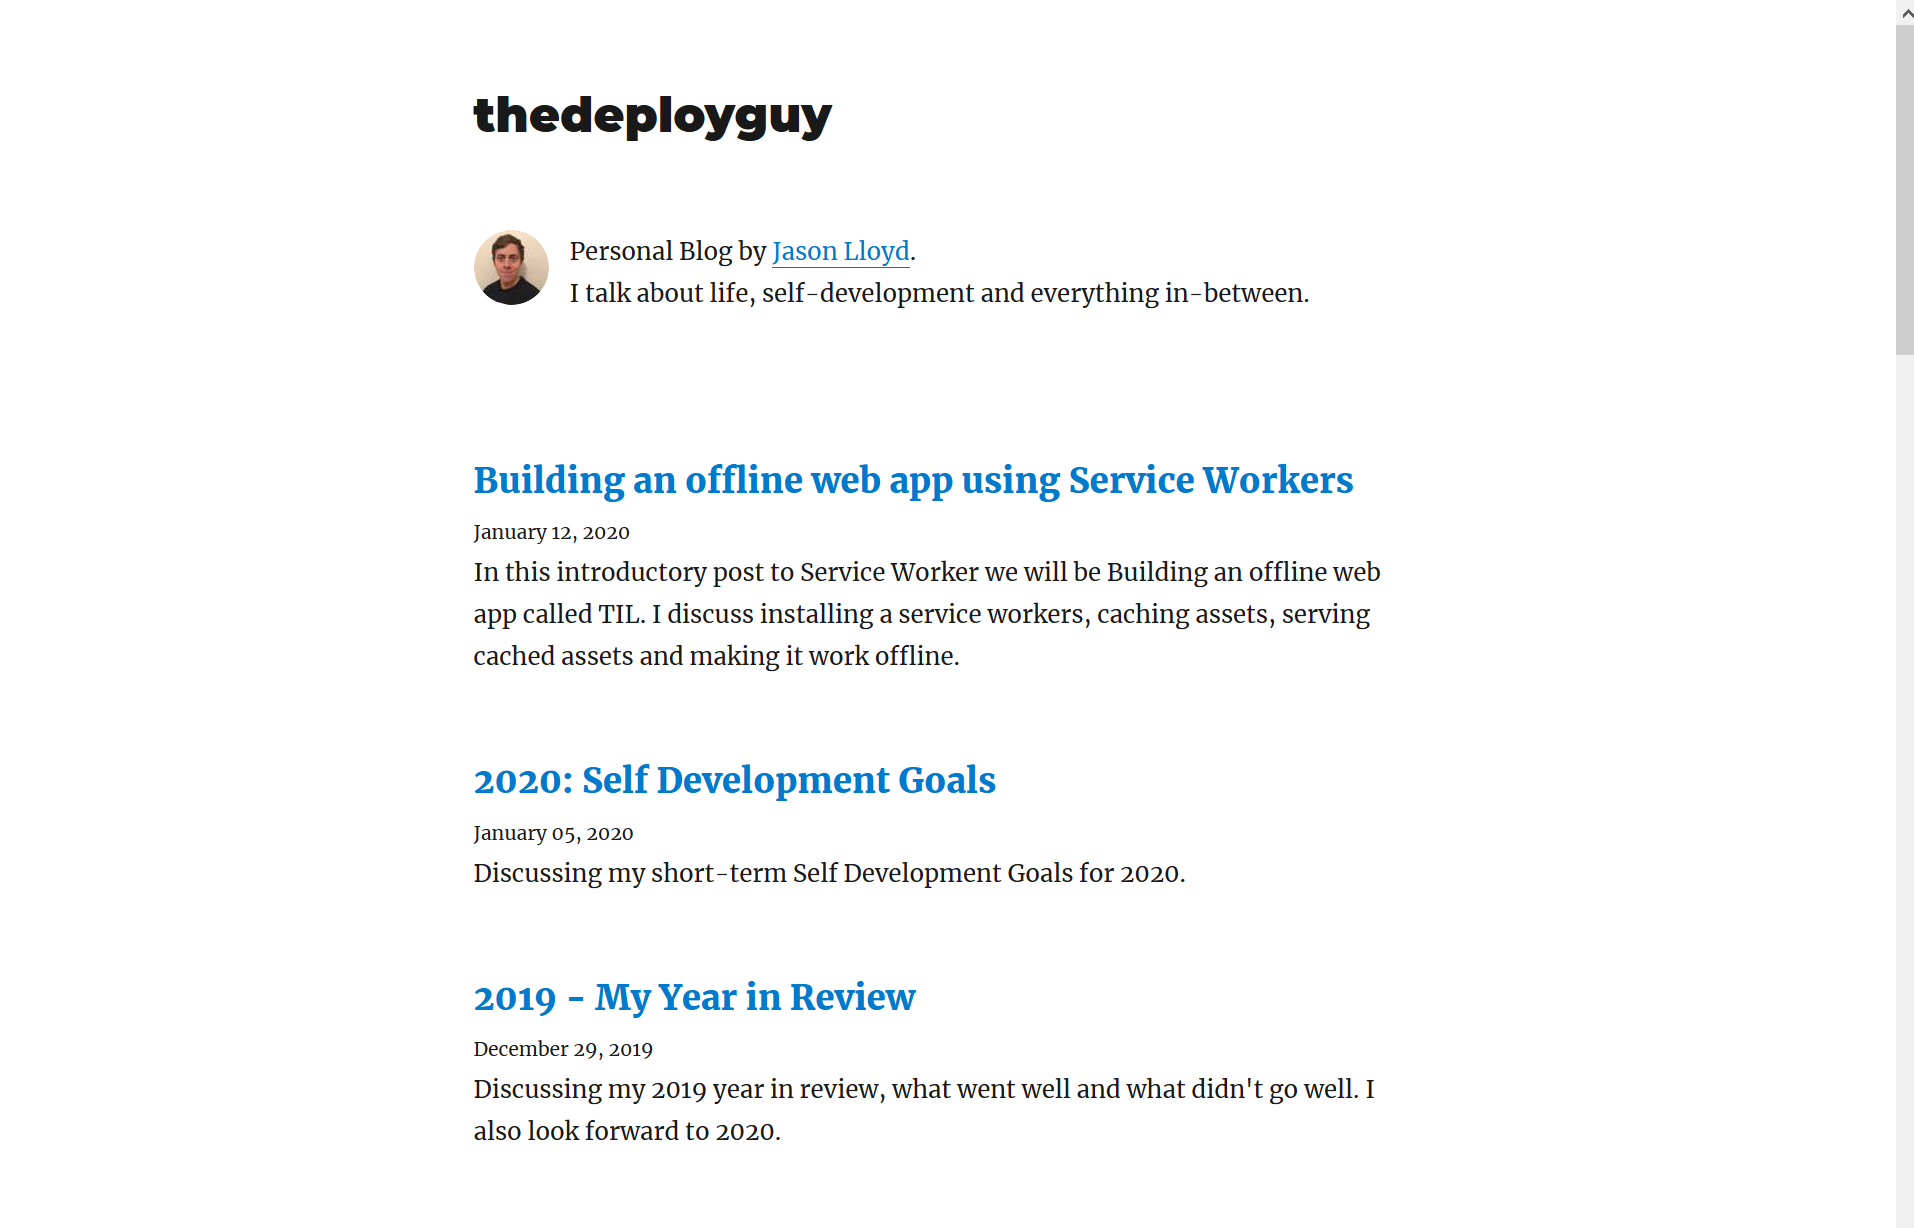 thedeployguy
Personal Blog by Jason Lloyd.
I talk about life, self-development and everything in-between.
Building an offline web app using Service Workers
January 12, 2020
In this introductory post to Service Worker we will be Building an offline web
app called TIL. I discuss installing a service workers, caching assets, serving
cached assets and making it work offline.
2020: Self Development Goals
January 05, 2020
Discussing my short-term Self Development Goals for 2020.
2019 - My Year in Review
December 29, 2019
Discussing my 2019 year in review, what went well and what didn't go well. I
also look forward to 2020.